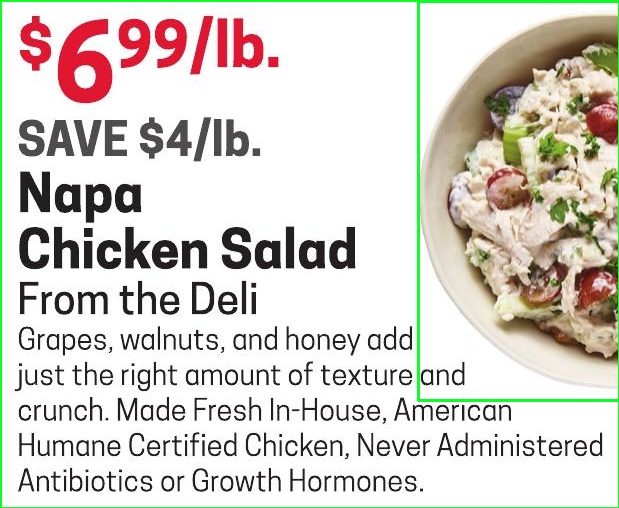 $6.99/lb.
SAVE $4/lb.
Napa
Chicken Salad
From the Deli
Grapes, walnuts, and honey add
just the right amount of texture and
crunch. Made Fresh In-House, American
Humane Certified Chicken, Never Administered
Antibiotics or Growth Hormones.